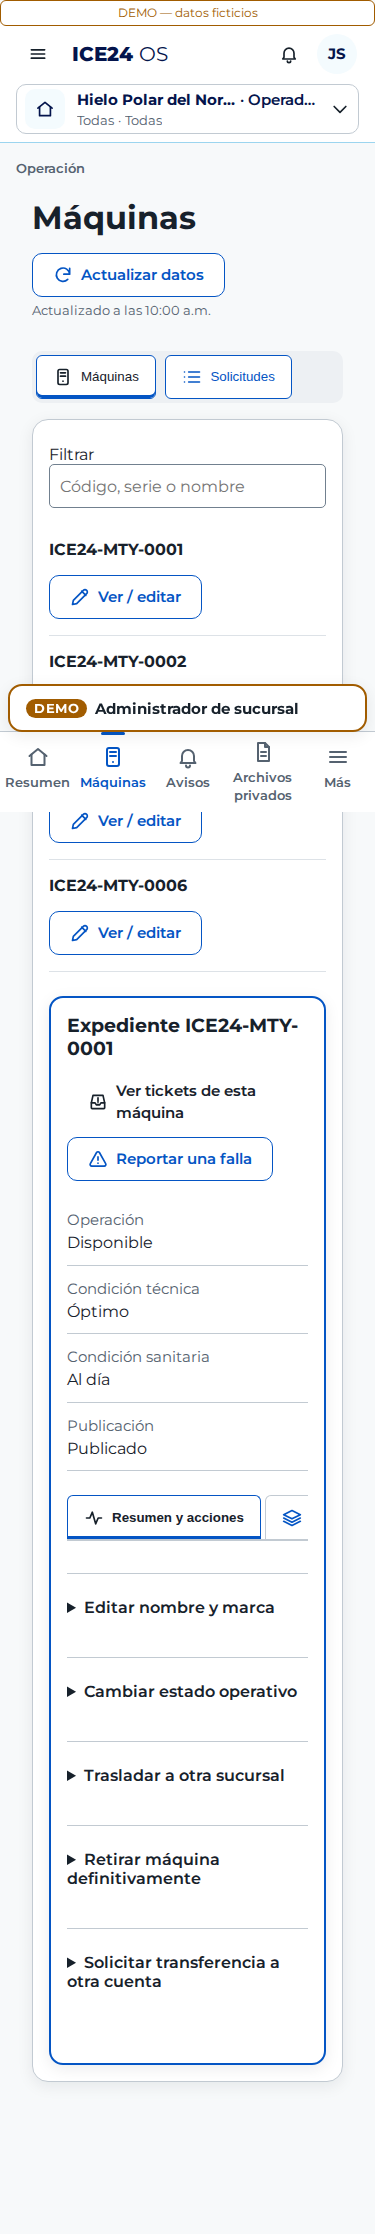 DEMO — datos ficticios
ICE24 OS
JS
Hielo Polar del Nor... · Operad...
Todas · Todas
Operación
Máquinas
Actualizar datos
Actualizado a las 10:00 a.m.
Máquinas
Solicitudes
Filtrar
Código, serie o nombre
ICE24-MTY-0001
Ver / editar
ICE24-MTY-0002
DEMO Administrador de sucursal
Resumen
Máquinas
Avisos
Archivos privados
Más
Ver / editar
ICE24-MTY-0006
Ver / editar
Expediente ICE24-MTY-
0001
Ver tickets de esta
máquina
Reportar una falla
Operación
Disponible
Condición técnica
Óptimo
Condición sanitaria
Al día
Publicación
Publicado
Resumen y acciones
Editar nombre y marca
Cambiar estado operativo
Trasladar a otra sucursal
Retirar máquina
definitivamente
Solicitar transferencia a
otra cuenta